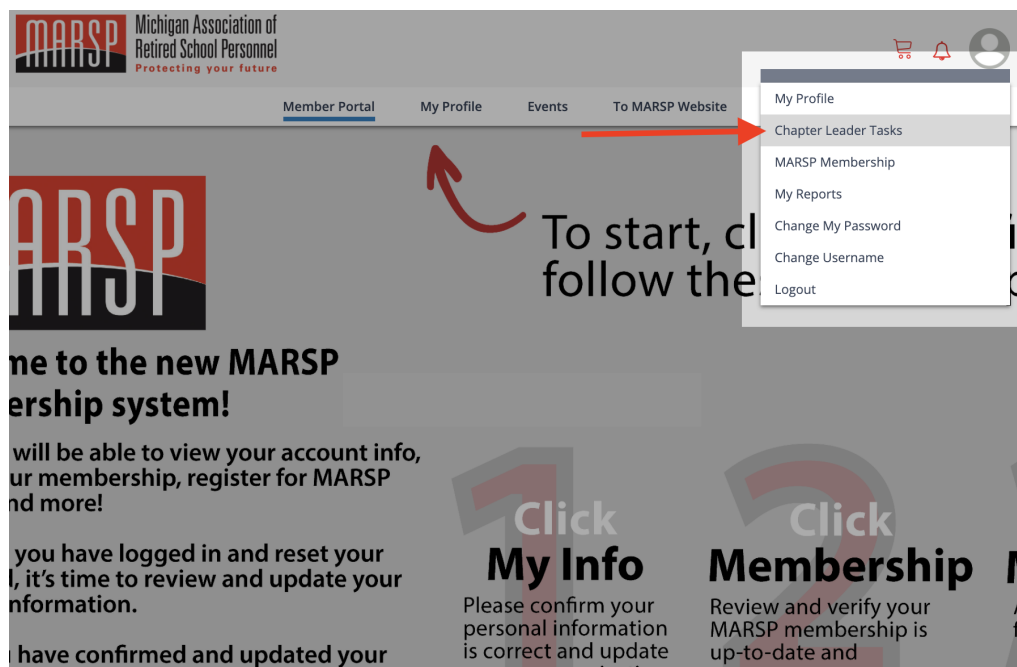 MARSP
Michigan Association of
Retired School Personnel
Protecting your future
Member Portal
My Profile
Events
To MARSP Website
My Profile
Chapter Leader Tasks
MARSP Membership
My Reports
Change My Password
Change Username
Logout
ARSP
To start, cl
follow the
me to the new MARSP
ership system!
will be able to view your account info,
ur membership, register for MARSP
nd more!
you have logged in and reset your
, it's time to review and update your
nformation.
have confirmed and updated your
1
Click
My Info
Please confirm your
personal information
is correct and update
2
Click
Membership
Review and verify your
MARSP membership is
up-to-date and